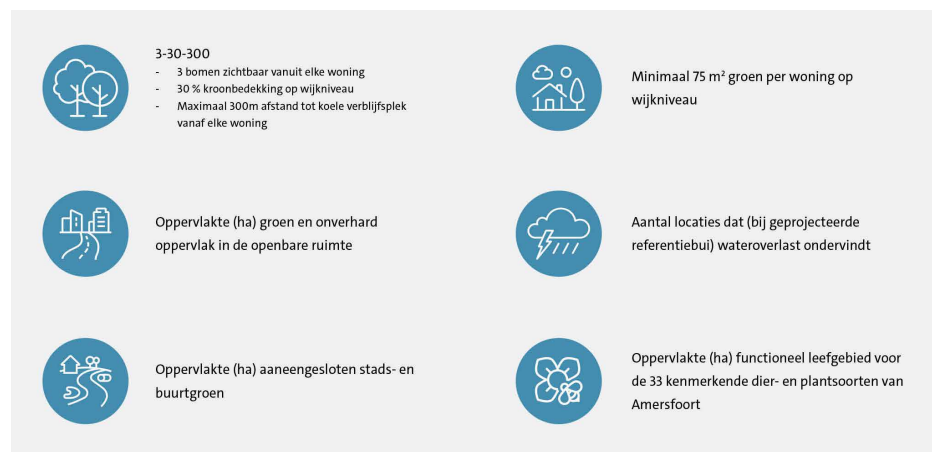 3-30-300
- 3 bomen zichtbaar vanuit elke woning
- 30 % kroonbedekking op wijkniveau
- Maximaal 300m afstand tot koele verblijfsplek
vanaf elke woning
Minimaal 75 m² groen per woning op
wijkniveau
Oppervlakte (ha) groen en onverhard
oppervlak in de openbare ruimte
Aantal locaties dat (bij geprojecteerde
referentiebui) wateroverlast ondervindt
Oppervlakte (ha) aaneengesloten stads- en
buurtgroen
Oppervlakte (ha) functioneel leefgebied voor
de 33 kenmerkende dier- en plantsoorten van
Amersfoort